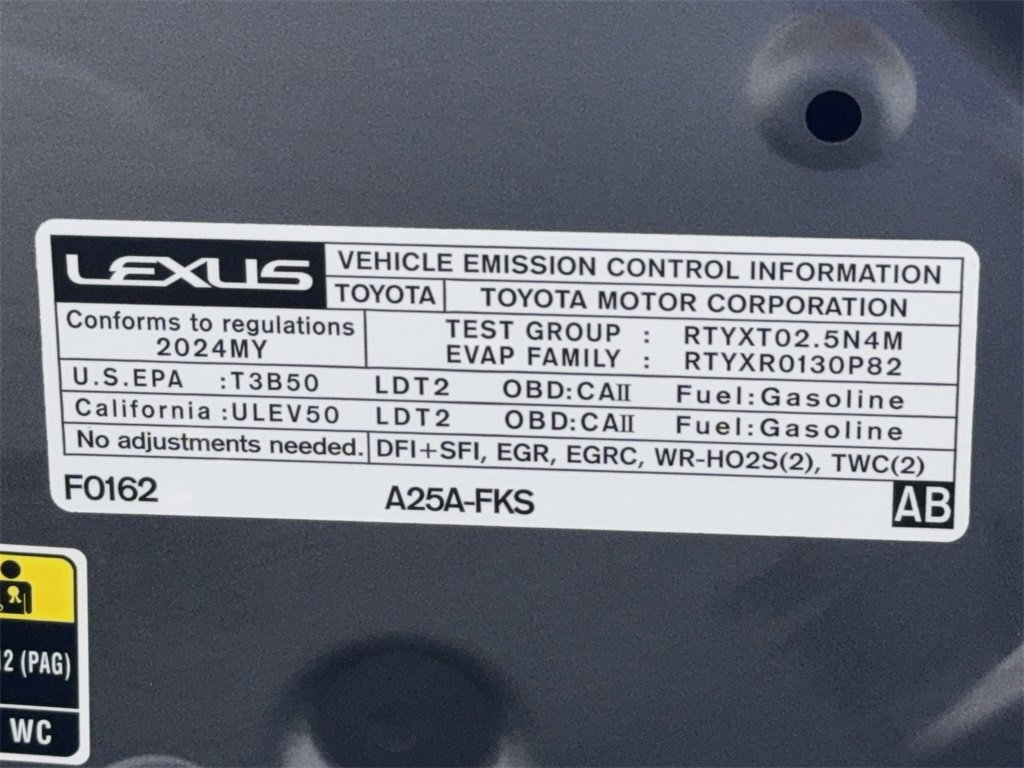 LEXUS
VEHICLE EMISSION CONTROL INFORMATION
TOYOTA
TOYOTA MOTOR CORPORATION
Conforms to regulations
2024MY
TEST GROUP : RTYXT02.5N4M
EVAP FAMILY : RTYXR0130P82
U.S.EPA :T3B50 LDT2 OBD:CAII Fuel:Gasoline
California :ULEV50 LDT2 OBD:CAII Fuel:Gasoline
No adjustments needed. DFI+SFI, EGR, EGRC, WR-HO2S(2), TWC(2)
F0162 A25A-FKS AB
2 (PAG)
WC